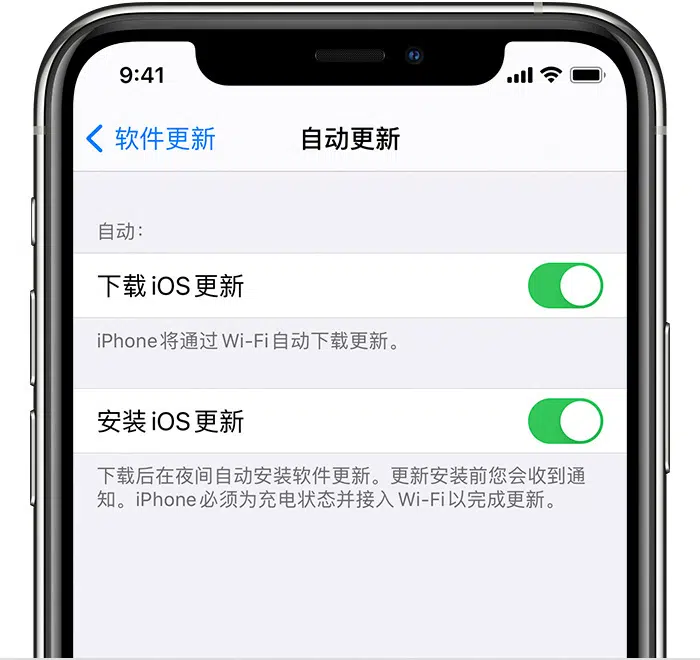 9:41
软件更新
自动更新
自动：
下载 iOS 更新
iPhone 将通过 Wi-Fi 自动下载更新。
安装 iOS 更新
下载后在夜间自动安装软件更新。更新安装前您会收到通
知。iPhone 必须为充电状态并接入 Wi-Fi 以完成更新。